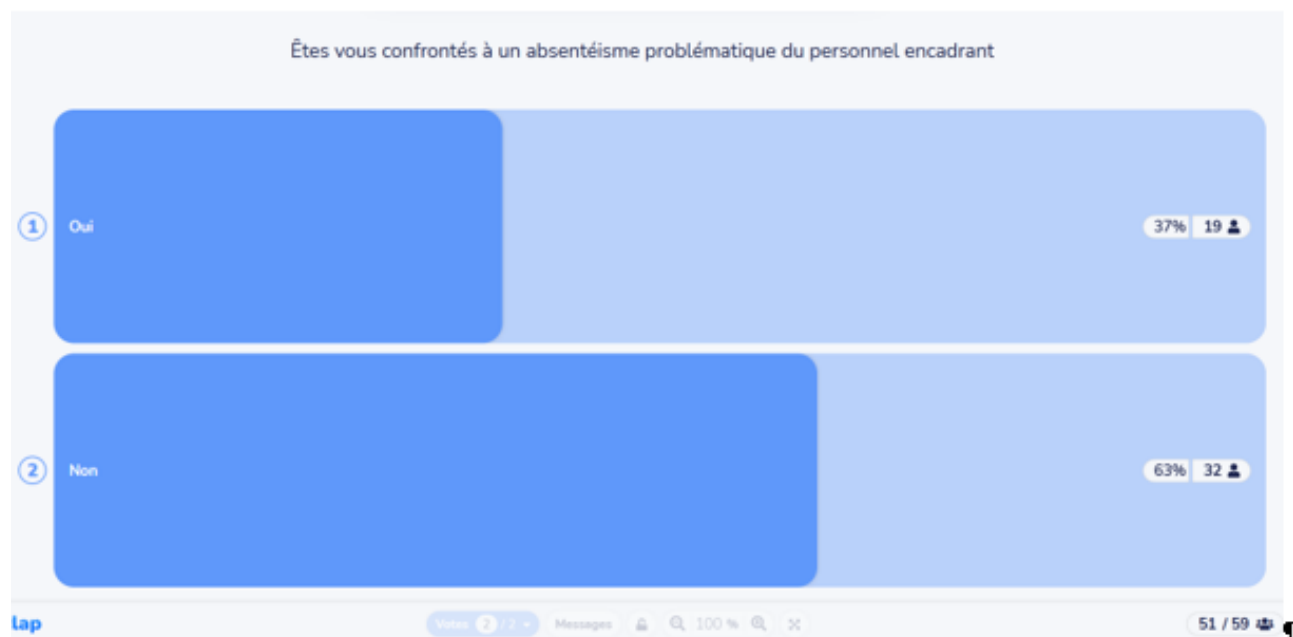 Êtes vous confrontés à un absentéisme problématique du personnel encadrant
1 Oui 37% 19
2 Non 63% 32
lap Votes 2 / 2 Messages 100 % 51 / 59